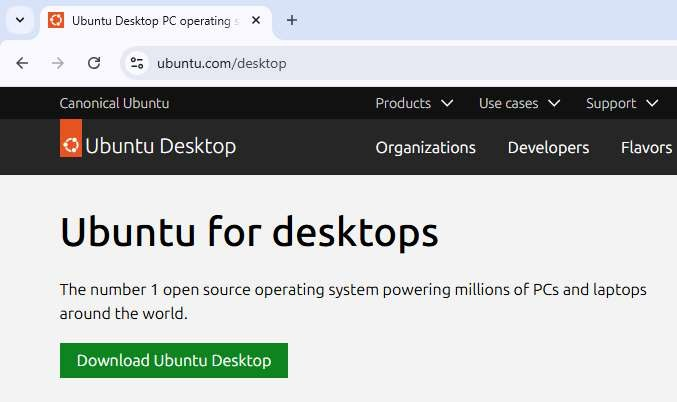 Ubuntu Desktop PC operating s
ubuntu.com/desktop
Canonical Ubuntu Products Use cases Support
Ubuntu Desktop Organizations Developers Flavors
Ubuntu for desktops
The number 1 open source operating system powering millions of PCs and laptops
around the world.
Download Ubuntu Desktop